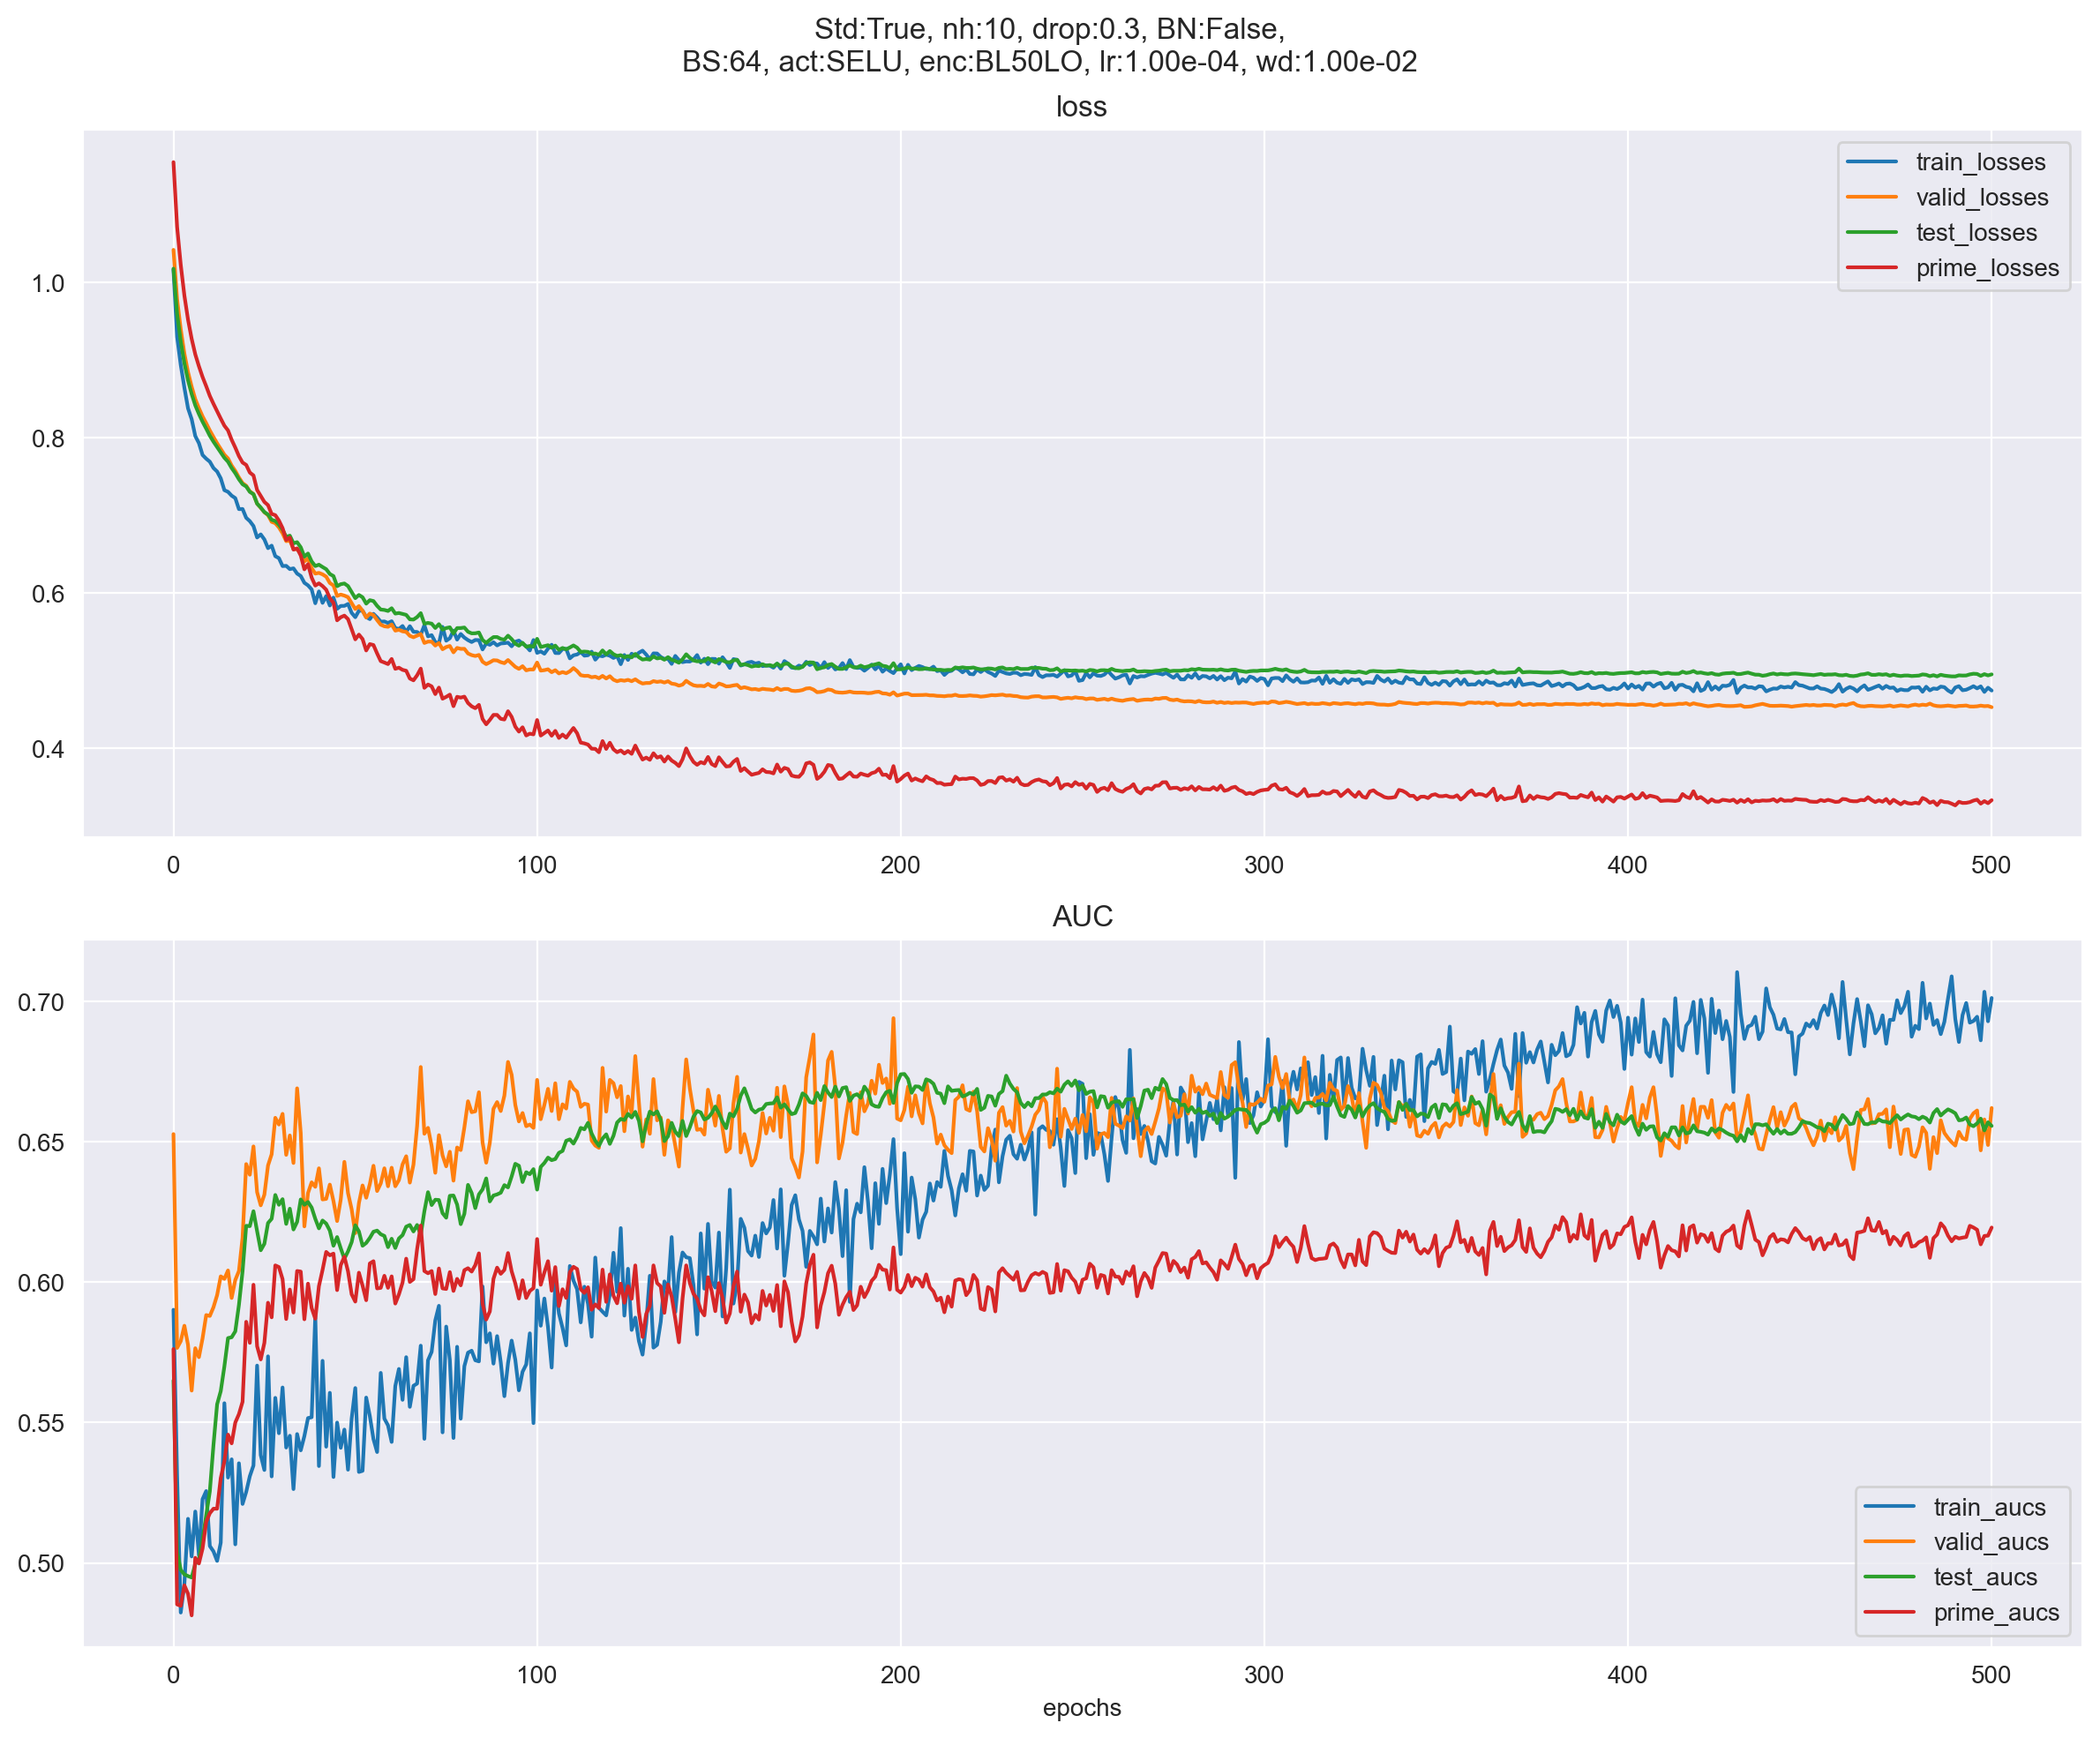 Std:True, nh:10, drop:0.3, BN:False,
BS:64, act:SELU, enc:BL50LO, lr:1.00e-04, wd:1.00e-02
loss
train_losses
valid_losses
test_losses
prime_losses
1.0
0.8
0.6
0.4
0 100 200 300 400 500
AUC
0.70
0.65
0.60
0.55
0.50
train_aucs
valid_aucs
test_aucs
prime_aucs
0 100 200 300 400 500
epochs